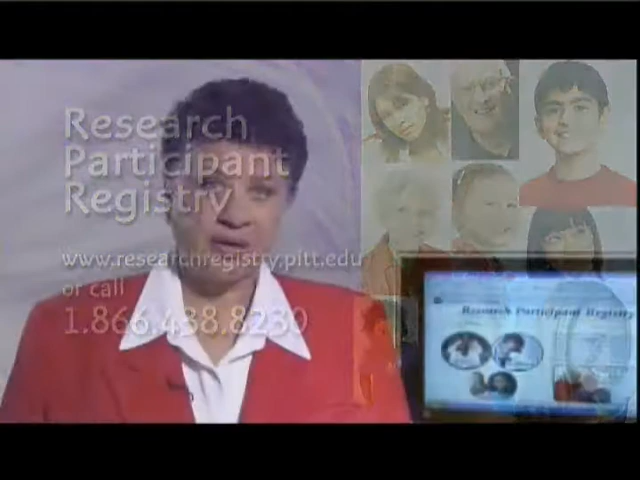 Research
Participant
Registry
www.researchregistry.pitt.edu
or call
1.866.438.8230
Research Participant Registry